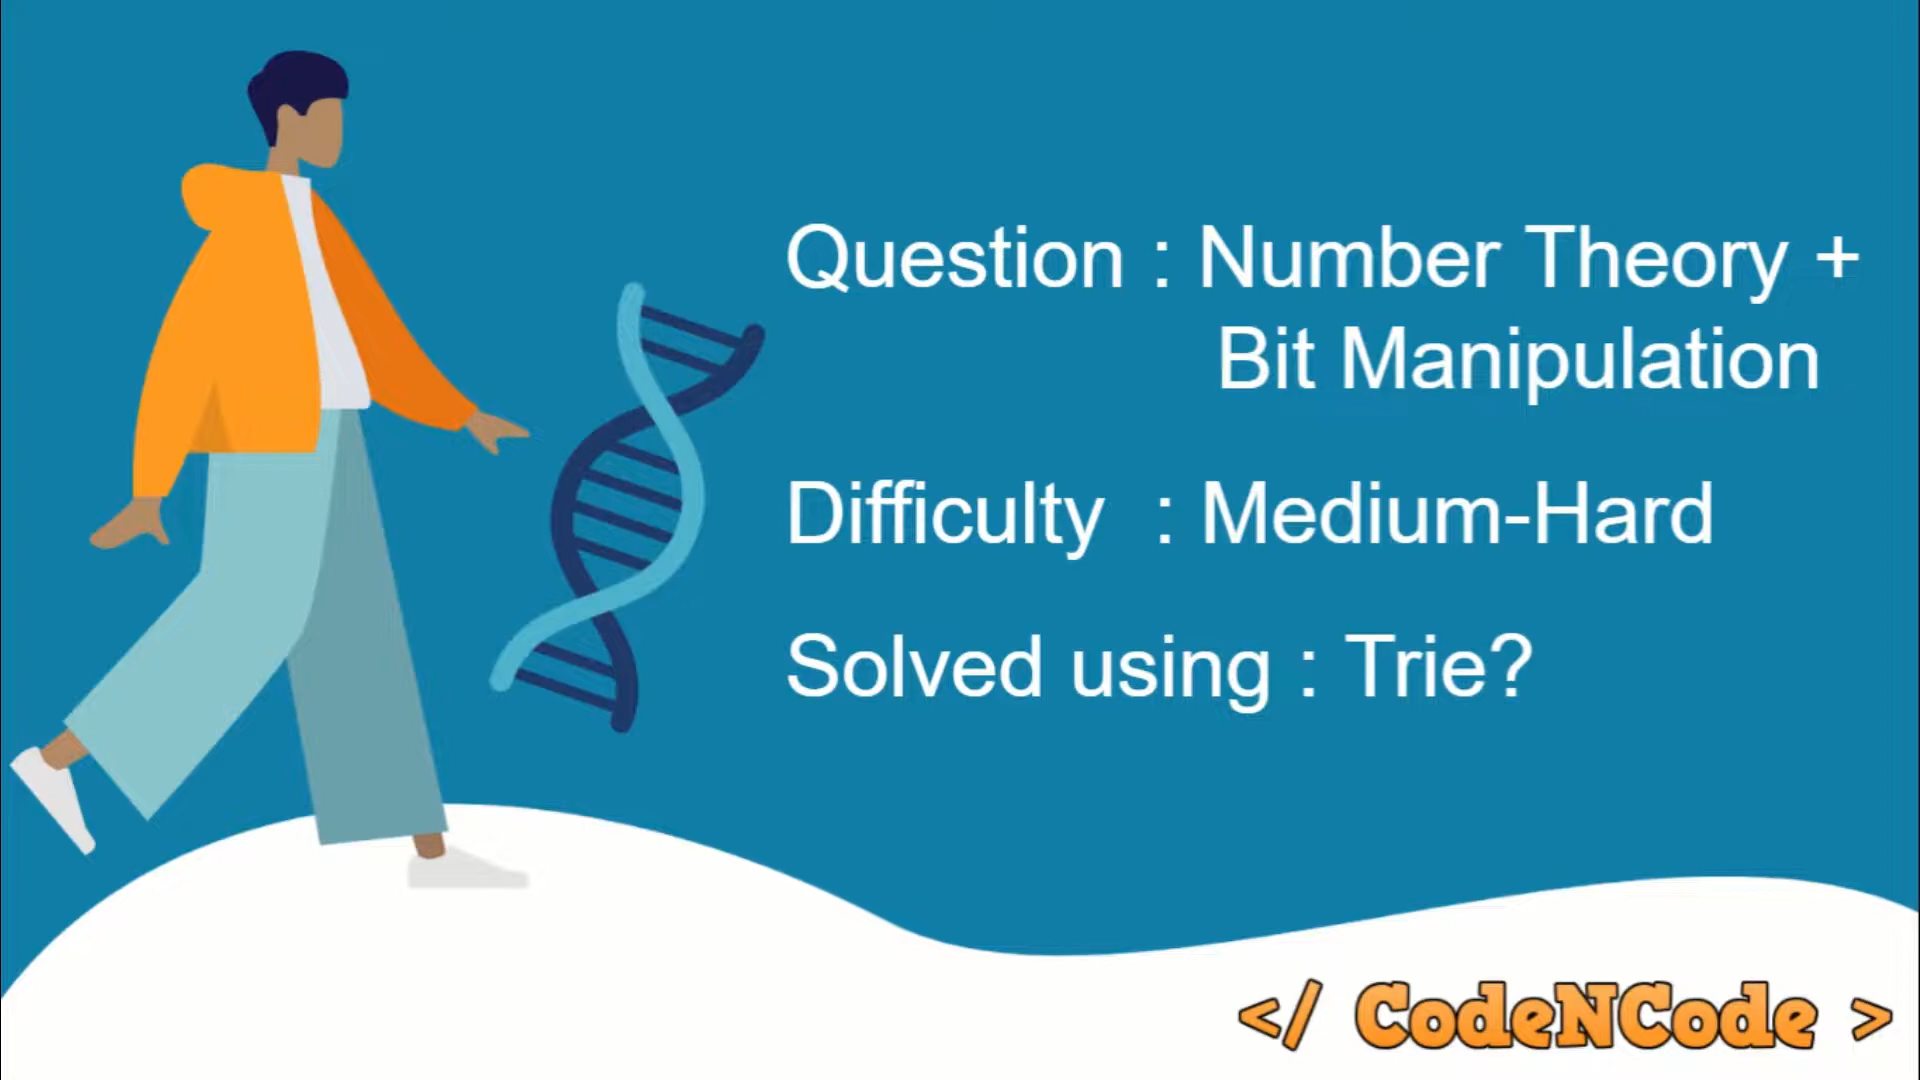 Question : Number Theory +
Bit Manipulation
Difficulty : Medium-Hard
Solved using : Trie?
</ CodeNCode >